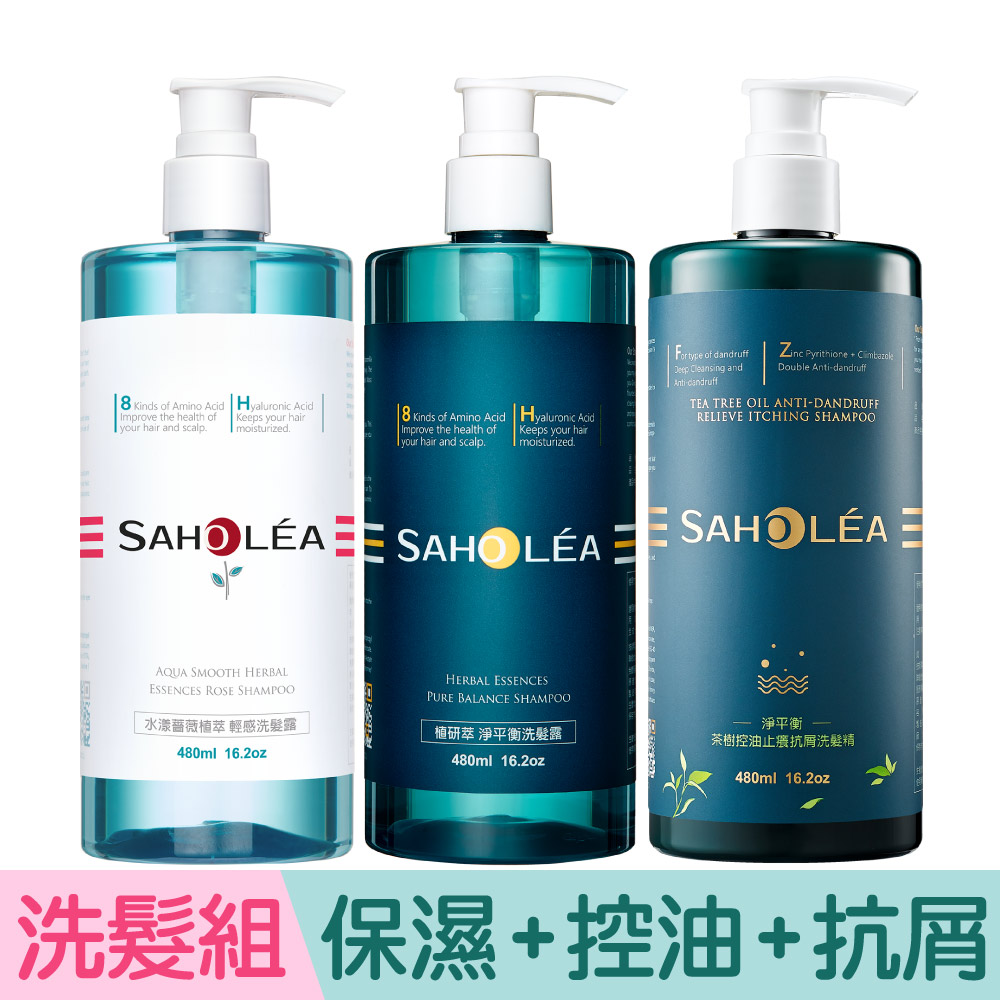 8 Kinds of Amino Acid
Improve the health of
your hair and scalp.
Hyaluronic Acid
Keeps your hair
moisturized.
SAHOLÉA
AQUA SMOOTH HERBAL
ESSENCES ROSE SHAMPOO
水漾薔薇植萃 輕感洗髮露
480ml 16.2oz
8 Kinds of Amino Acid
Improve the health of
your hair and scalp.
Hyaluronic Acid
Keeps your hair
moisturized.
SAHOLÉA
HERBAL ESSENCES
PURE BALANCE SHAMPOO
植研萃 淨平衡洗髮露
480ml 16.2oz
For type of dandruff
Deep Cleansing and
Anti-dandruff
Zinc Pyrithione + Climbazole
Double Anti-dandruff
TEA TREE OIL ANTI-DANDRUFF
RELIEVE ITCHING SHAMPOO
SAHOLÉA
淨平衡
茶樹控油止癢抗屑洗髮精
480ml 16.2oz
洗髮組 保濕+控油+抗屑